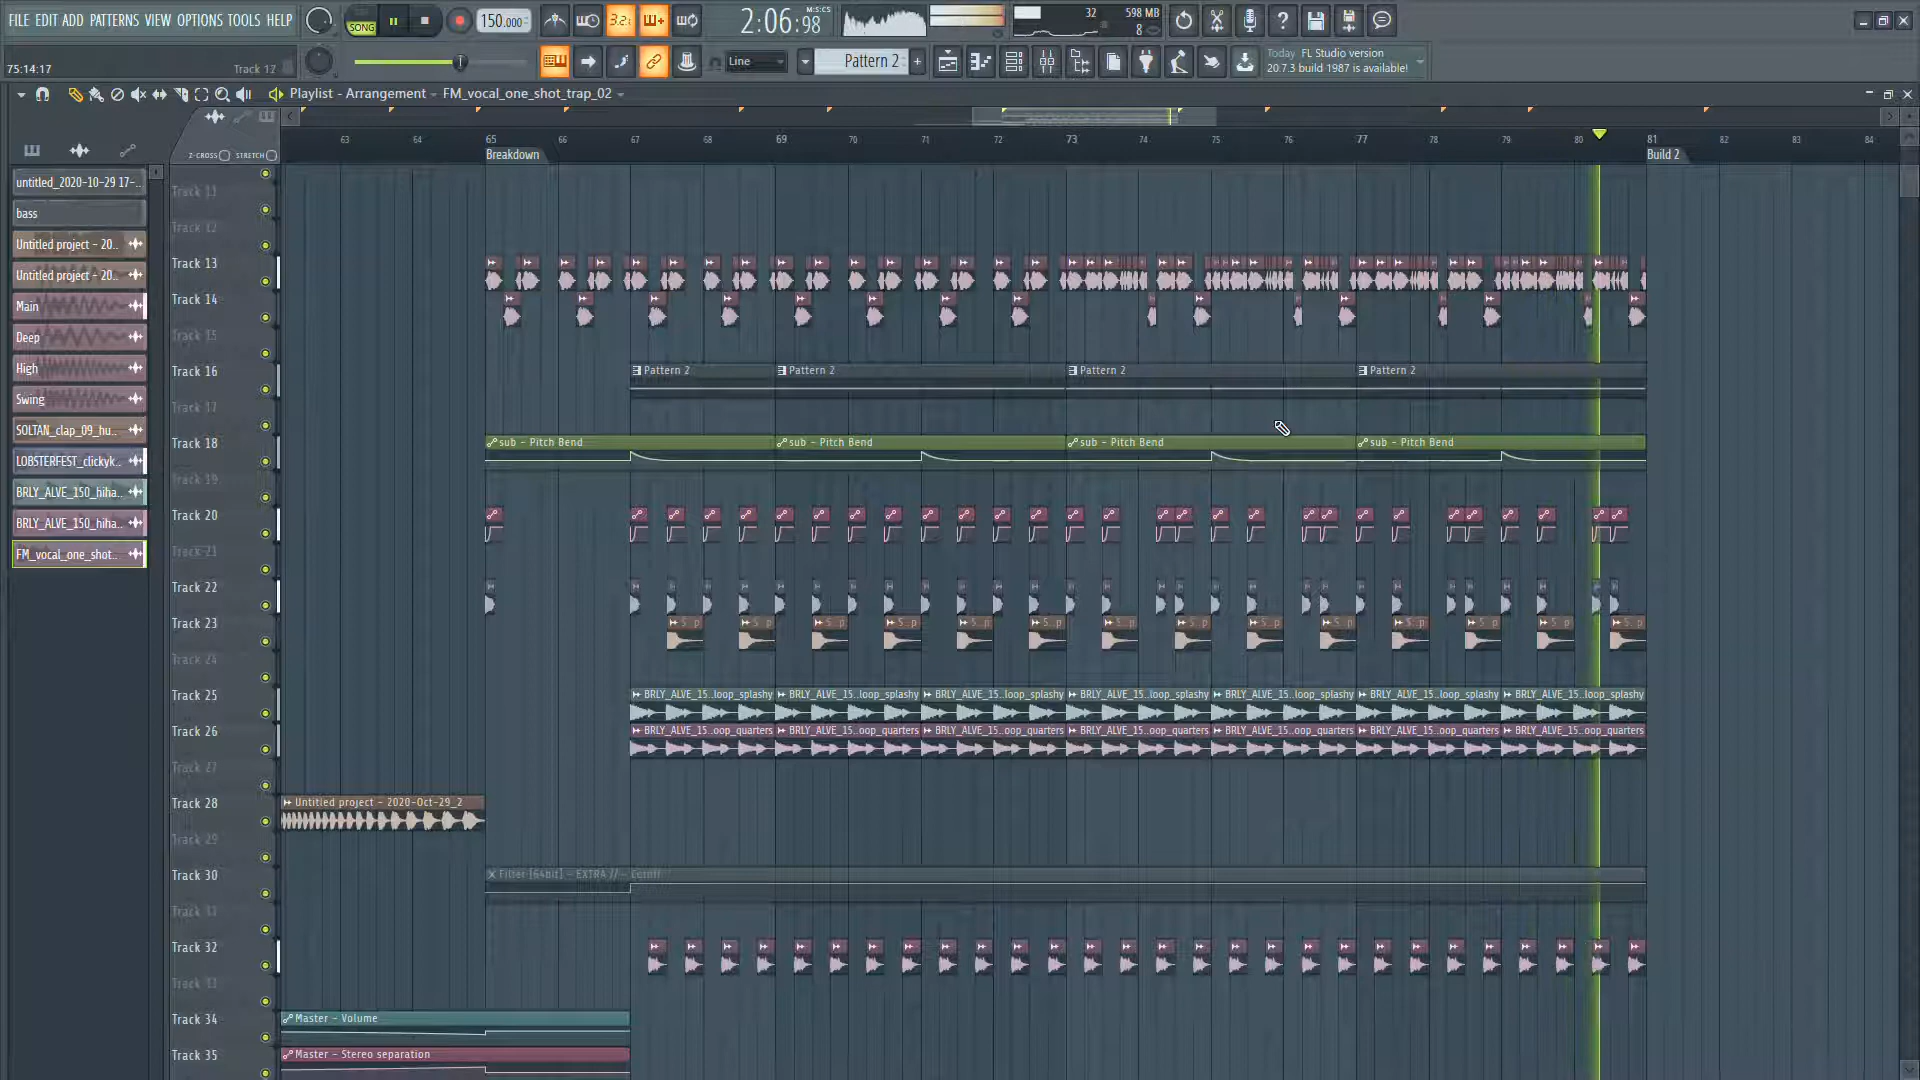 FILE EDIT ADD PATTERNS VIEW OPTIONS TOOLS HELP
SONG
150.000
3.2.
2:06:98
M:S:CS
32
598 MB
8
75:14:17
Track 12
Line
Pattern 2
+
Today FL Studio version
20.7.3 build 1987 is available!
Playlist - Arrangement
FM_vocal_one_shot_trap_02
Z-CROSS STRETCH
63 64 65 66 67 68 69 70 71 72 73 74 75 76 77 78 79 80 81 82 83 84
Breakdown
Build 2
untitled_2020-10-29 17-..
bass
Untitled project - 20..
Untitled project - 20..
Main
Deep
High
Swing
SOLTAN_clap_09_hu..
LOBSTERFEST_clickyk..
BRLY_ALVE_150_hiha..
BRLY_ALVE_150_hiha..
FM_vocal_one_shot..
Track 11
Track 12
Track 13
Track 14
Track 15
Track 16
Pattern 2 Pattern 2 Pattern 2 Pattern 2
Track 17
Track 18
sub - Pitch Bend sub - Pitch Bend sub - Pitch Bend sub - Pitch Bend
Track 19
Track 20
Track 21
Track 22
Track 23
S..p S..p S..p S..p S..p S..p S..p S..p S..p S..p S..p S..p S..p S..p
Track 24
Track 25
BRLY_ALVE_15..loop_splashy BRLY_ALVE_15..loop_splashy BRLY_ALVE_15..loop_splashy BRLY_ALVE_15..loop_splashy BRLY_ALVE_15..loop_splashy BRLY_ALVE_15..loop_splashy BRLY_ALVE_15..loop_splashy
Track 26
BRLY_ALVE_15..oop_quarters BRLY_ALVE_15..oop_quarters BRLY_ALVE_15..oop_quarters BRLY_ALVE_15..oop_quarters BRLY_ALVE_15..oop_quarters BRLY_ALVE_15..oop_quarters BRLY_ALVE_15..oop_quarters
Track 27
Track 28
Untitled project - 2020-Oct-29_2
Track 29
Track 30
Filter [64bit] - EXTRA // - Cutoff
Track 31
Track 32
Track 33
Track 34
Master - Volume
Track 35
Master - Stereo separation